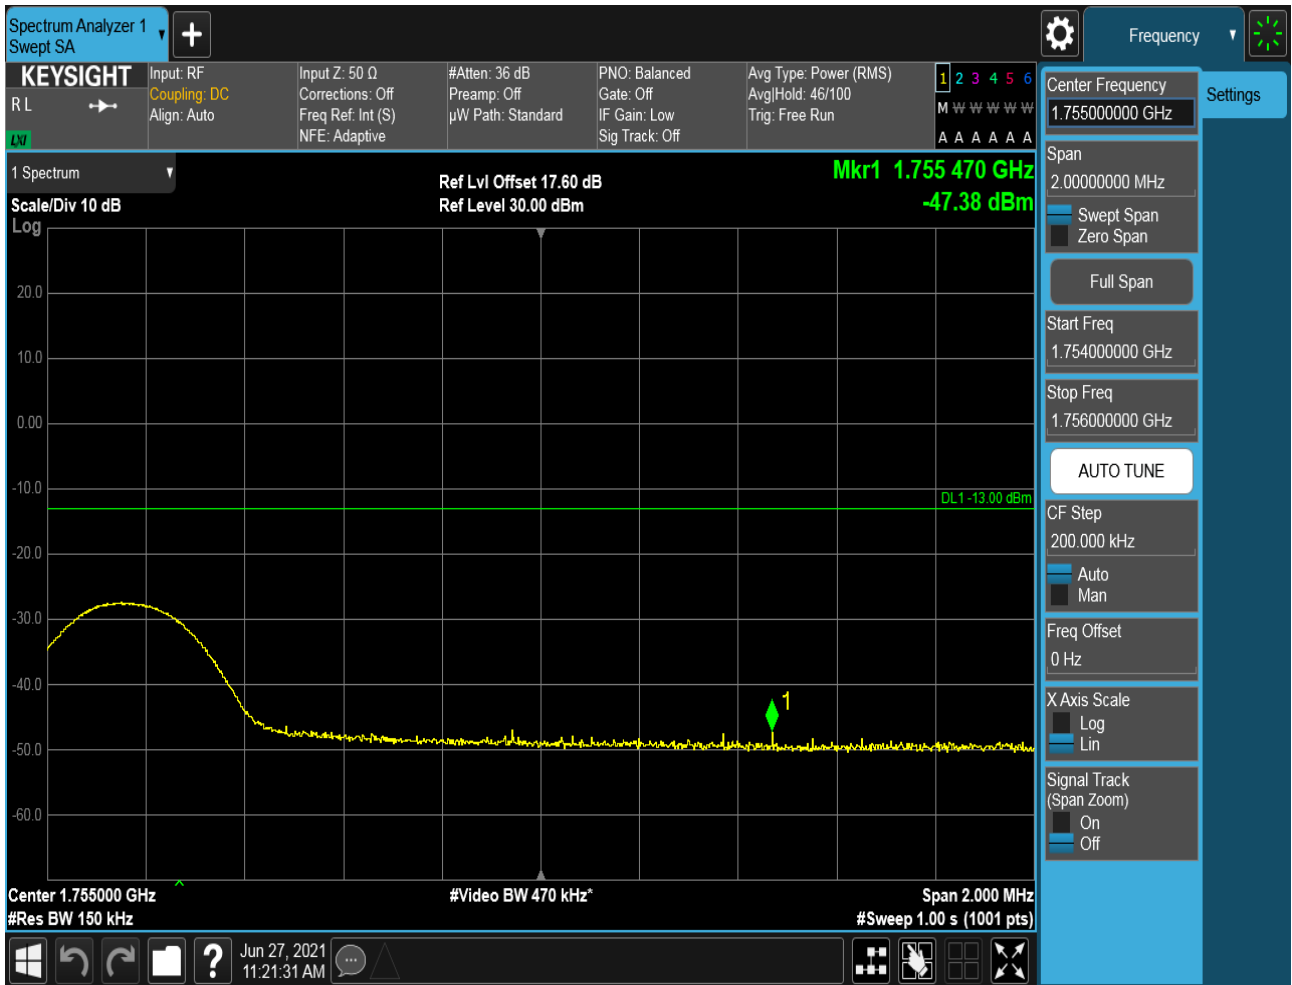 Spectrum Analyzer 1
Swept SA
Frequency
KEYSIGHT
R L
LXI
Input: RF
Coupling: DC
Align: Auto
Input Z: 50 Ω
Corrections: Off
Freq Ref: Int (S)
NFE: Adaptive
#Atten: 36 dB
Preamp: Off
µW Path: Standard
PNO: Balanced
Gate: Off
IF Gain: Low
Sig Track: Off
Avg Type: Power (RMS)
Avg|Hold: 46/100
Trig: Free Run
1 2 3 4 5 6
M W W W W W
A A A A A A
1 Spectrum
Scale/Div 10 dB
Log
Ref Lvl Offset 17.60 dB
Ref Level 30.00 dBm
Mkr1 1.755 470 GHz
-47.38 dBm
20.0
10.0
0.00
-10.0
-20.0
-30.0
-40.0
-50.0
-60.0
DL1 -13.00 dBm
1
Center 1.755000 GHz
#Res BW 150 kHz
#Video BW 470 kHz*
Span 2.000 MHz
#Sweep 1.00 s (1001 pts)
?
Jun 27, 2021
11:21:31 AM
Center Frequency
1.755000000 GHz
Settings
Span
2.00000000 MHz
Swept Span
Zero Span
Full Span
Start Freq
1.754000000 GHz
Stop Freq
1.756000000 GHz
AUTO TUNE
CF Step
200.000 kHz
Auto
Man
Freq Offset
0 Hz
X Axis Scale
Log
Lin
Signal Track
(Span Zoom)
On
Off